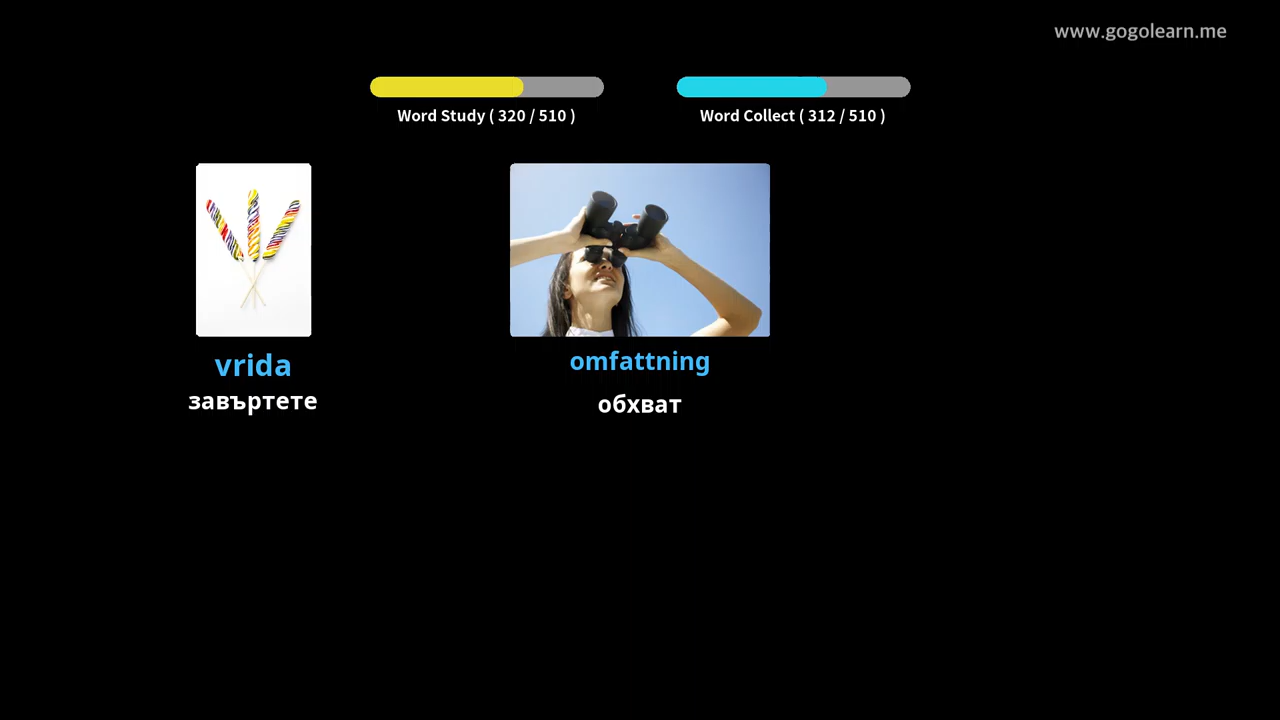 www.gogolearn.me
Word Study ( 320 / 510 )
Word Collect ( 312 / 510 )
vrida
завъртете
omfattning
обхват